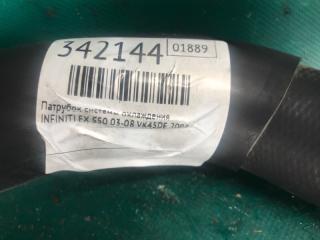 342144
01889
Патрубок системы охлаждения
INFINITI FX S50 03-08 VK45DE